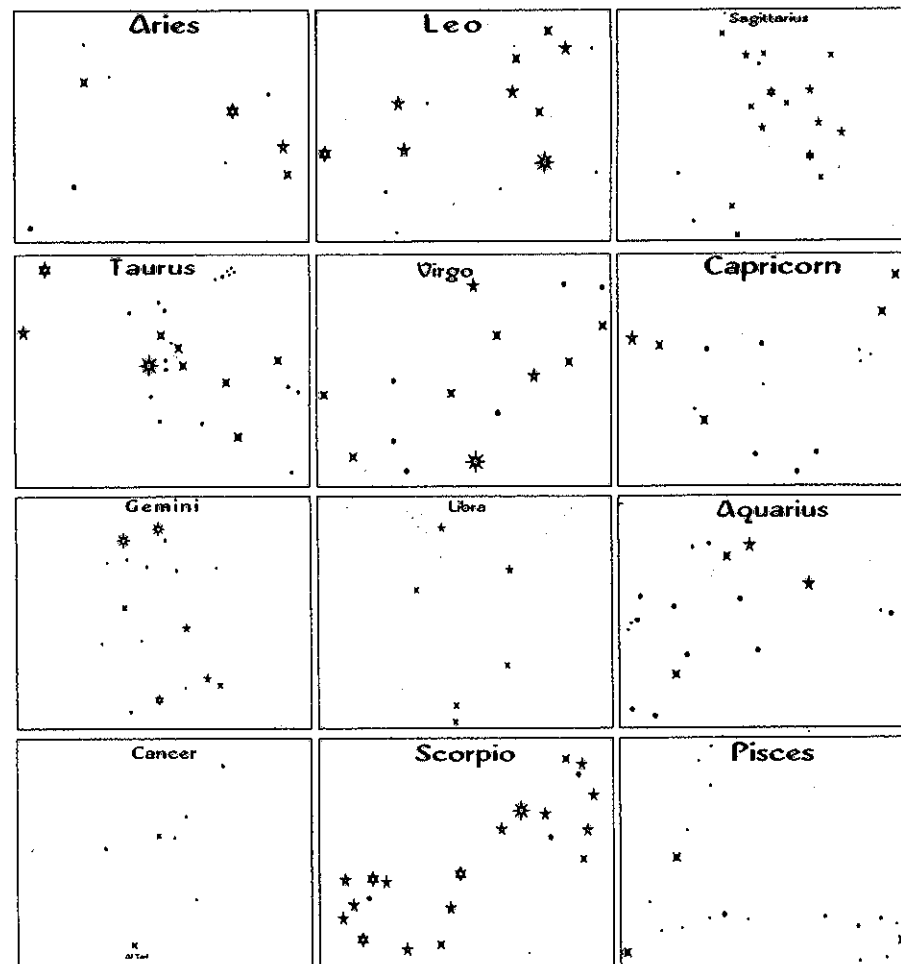 Aries
Leo
Sagittarius
Taurus
Virgo
Capricorn
Gemini
Libra
Aquarius
Cancer
Scorpio
Pisces